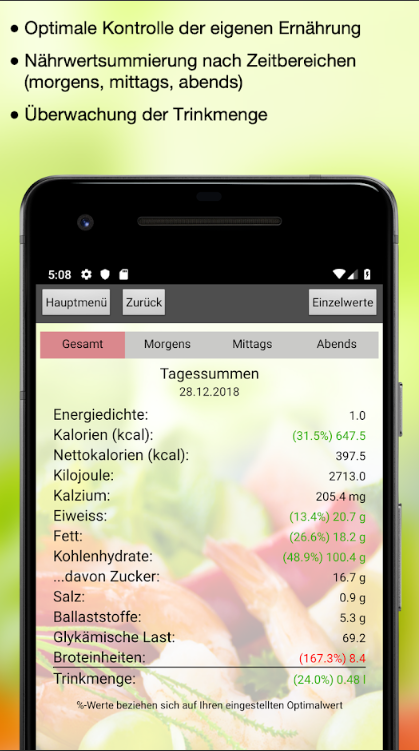 ● Optimale Kontrolle der eigenen Ernährung
● Nährwertsummierung nach Zeitbereichen
(morgens, mittags, abends)
● Überwachung der Trinkmenge
5:08
Hauptmenü Zurück Einzelwerte
Gesamt Morgens Mittags Abends
Tagessummen
28.12.2018
Energiedichte: 1.0
Kalorien (kcal): (31.5%) 647.5
Nettokalorien (kcal): 397.5
Kilojoule: 2713.0
Kalzium: 205.4 mg
Eiweiss: (13.4%) 20.7 g
Fett: (26.6%) 18.2 g
Kohlenhydrate: (48.9%) 100.4 g
...davon Zucker: 16.7 g
Salz: 0.9 g
Ballaststoffe: 5.3 g
Glykämische Last: 69.2
Broteinheiten: (167.3%) 8.4
Trinkmenge: (24.0%) 0.48 l
%-Werte beziehen sich auf Ihren eingestellten Optimalwert